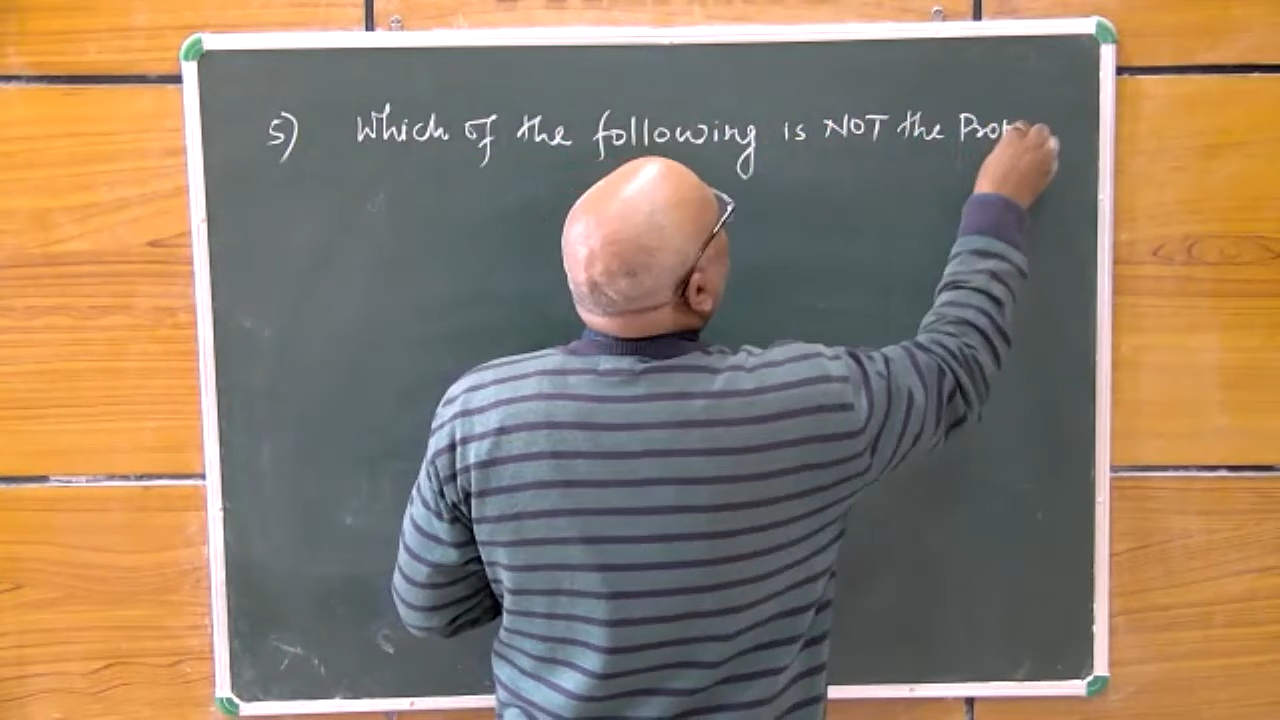 5) Which of the following is NOT the